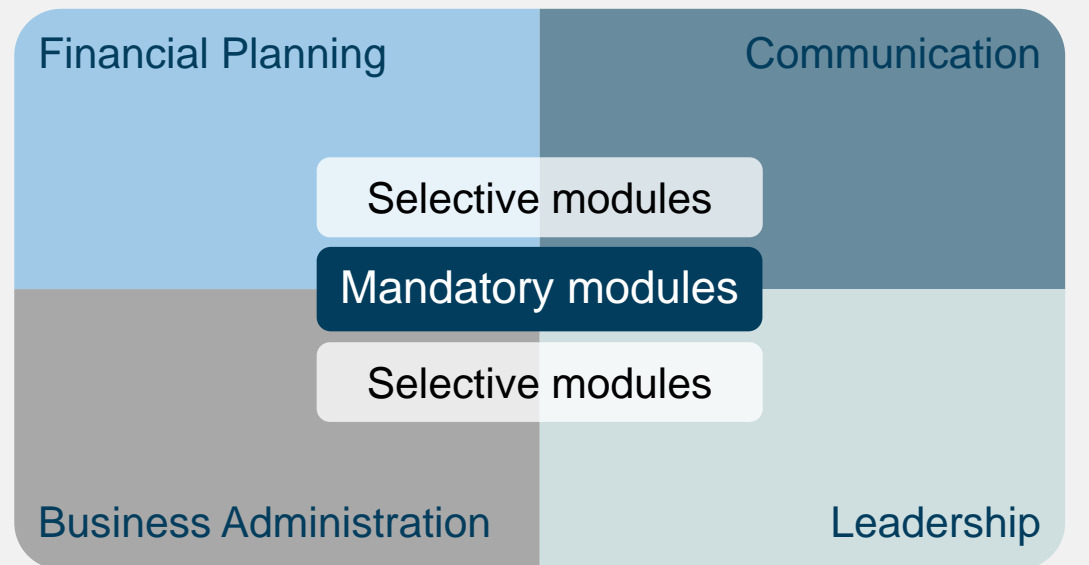 Financial Planning
Communication
Selective modules
Mandatory modules
Selective modules
Business Administration
Leadership